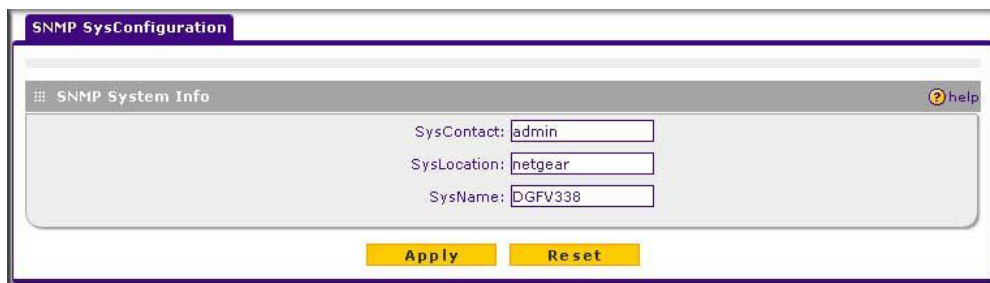 SNMP SysConfiguration
SNMP System Info
? help
SysContact: admin
SysLocation: netgear
SysName: DGFV338
Apply Reset